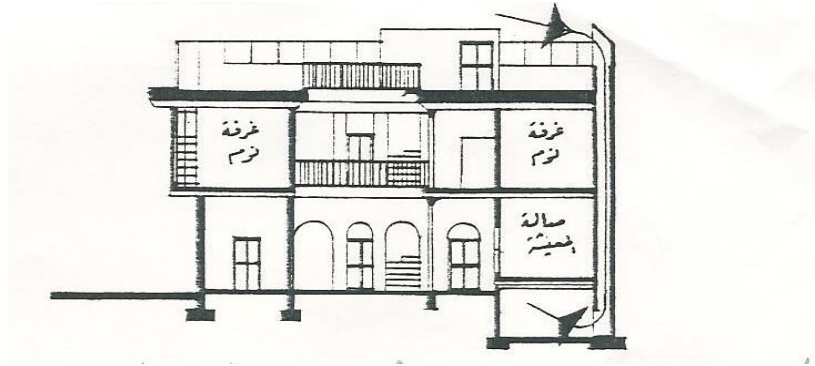 غرفة
نوم
غرفة
نوم
صالة
المعيشة